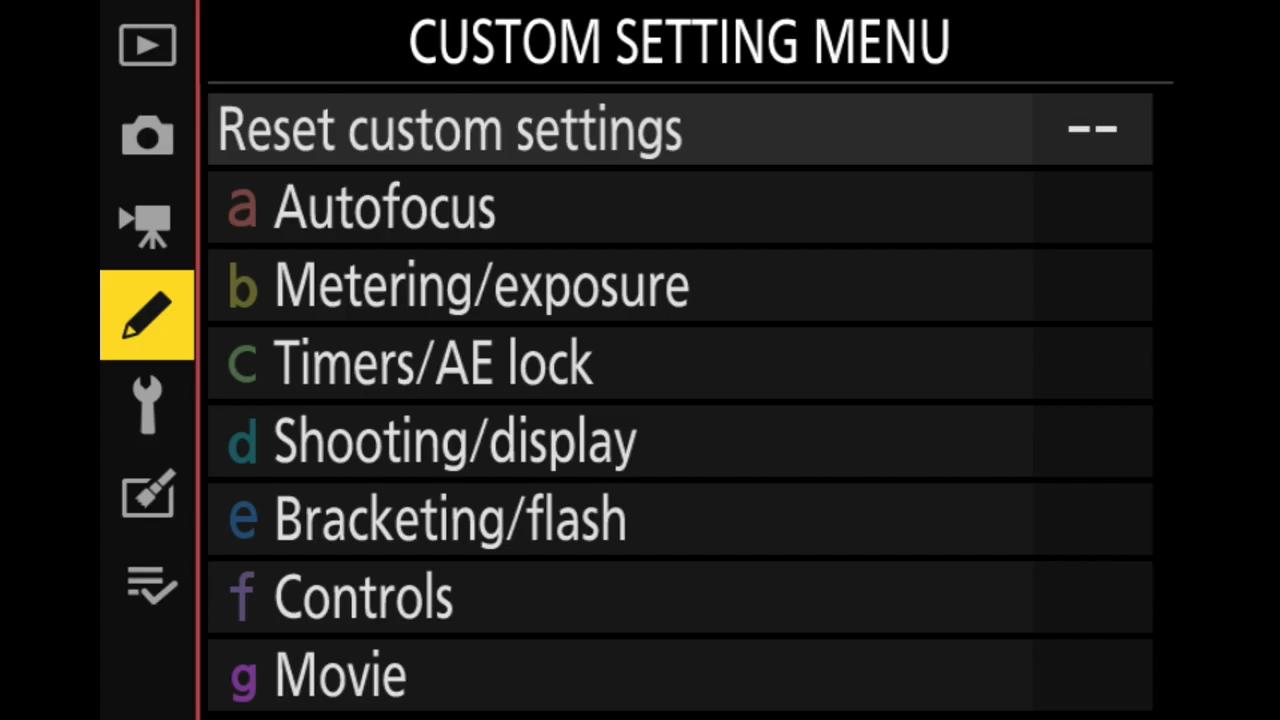 CUSTOM SETTING MENU
Reset custom settings --
a Autofocus
b Metering/exposure
c Timers/AE lock
d Shooting/display
e Bracketing/flash
f Controls
g Movie